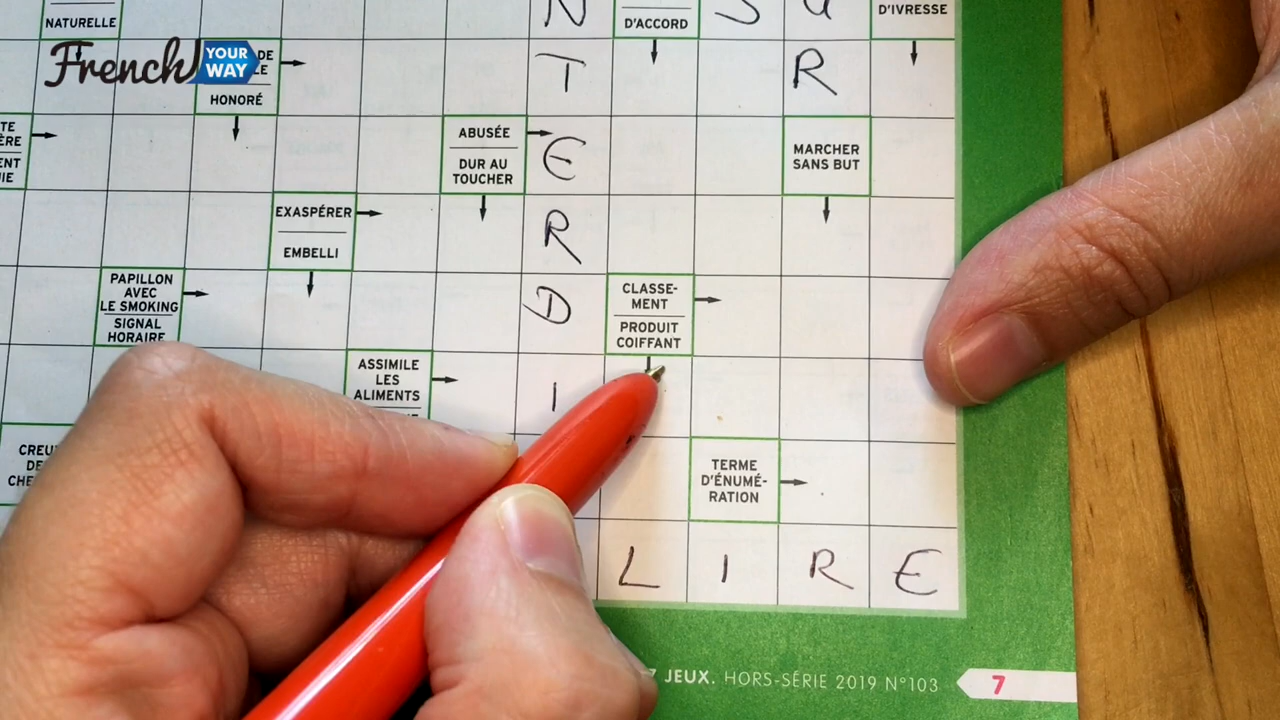 NATURELLE
N
D'ACCORD
S
U
D'IVRESSE
French YOUR WAY
DE
HONORÉ
T
R
ABUSÉE
DUR AU
TOUCHER
E
MARCHER
SANS BUT
EXASPÉRER
EMBELLI
R
PAPILLON
AVEC
LE SMOKING
SIGNAL
HORAIRE
D
CLASSE-
MENT
PRODUIT
COIFFANT
ASSIMILE
LES
ALIMENTS
I
TERME
D'ÉNUMÉ-
RATION
L I R E
7 JEUX. HORS-SÉRIE 2019 N°103
7